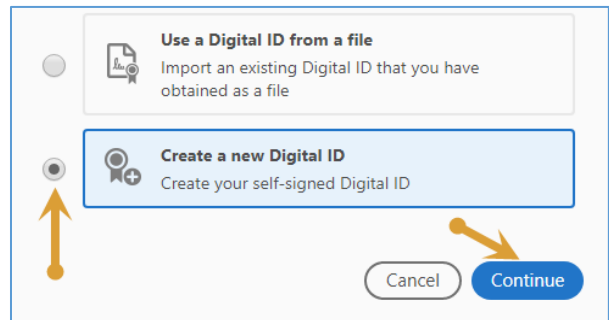 Use a Digital ID from a file
Import an existing Digital ID that you have
obtained as a file
Create a new Digital ID
Create your self-signed Digital ID
Cancel
Continue